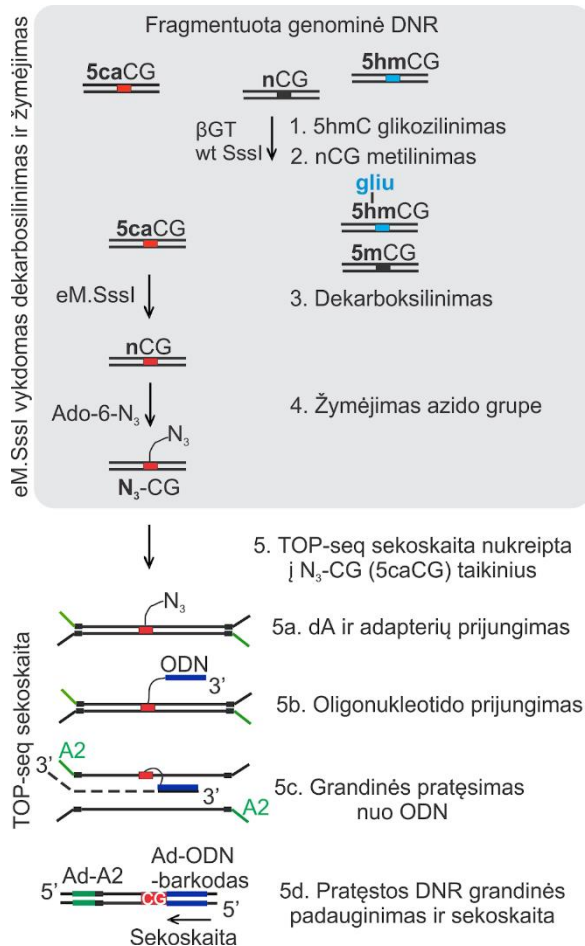 Fragmentuota genominė DNR
5caCG
nCG
5hmCG
βGT
wt SssI
1. 5hmC glikozilinimas
2. nCG metilinimas
gliu
5hmCG
5caCG
5mCG
eM.SssI
3. Dekarboksilinimas
nCG
Ado-6-N₃
4. Žymėjimas azido grupe
N₃
N₃-CG
eM.SssI vykdomas dekarbosilinimas ir žymėjimas
5. TOP-seq sekoskaita nukreipta
į N₃-CG (5caCG) taikinius
N₃
5a. dA ir adapterių prijungimas
ODN
3’
5b. Oligonukleotido prijungimas
A2
3’
3’
A2
5c. Grandinės pratęsimas
nuo ODN
TOP-seq sekoskaita
Ad-A2
Ad-ODN
-barkodas
5’
CG
5’
Sekoskaita
5d. Pratęstos DNR grandinės
padauginimas ir sekoskaita